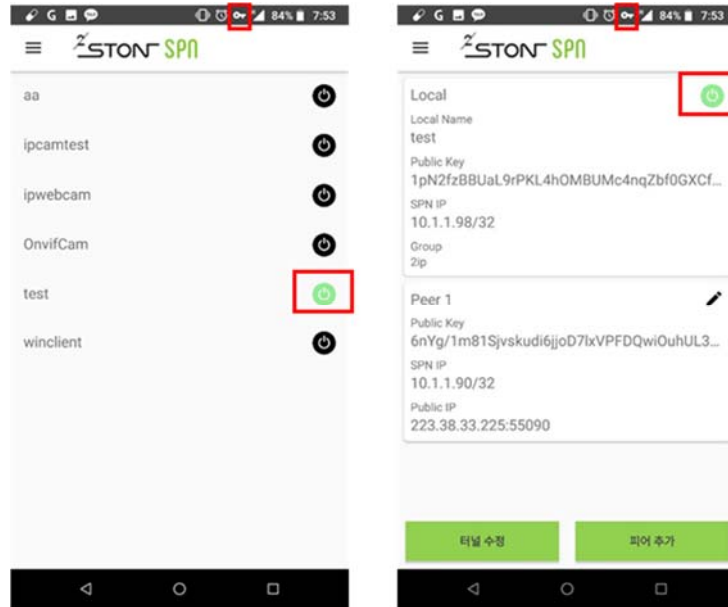 84% 7:53
2STON SPN
aa
ipcamtest
ipwebcam
OnvifCam
test
winclient
84% 7:53
2STON SPN
Local
Local Name
test
Public Key
1pN2fzBBUaL9rPKL4hOMBUMc4nqZbf0GXCf...
SPN IP
10.1.1.98/32
Group
2ip
Peer 1
Public Key
6nYg/1m81Sjvskudi6jjoD7lxVPFDQwiOuhUL3...
SPN IP
10.1.1.90/32
Public IP
223.38.33.225:55090
터널 수정 피어 추가